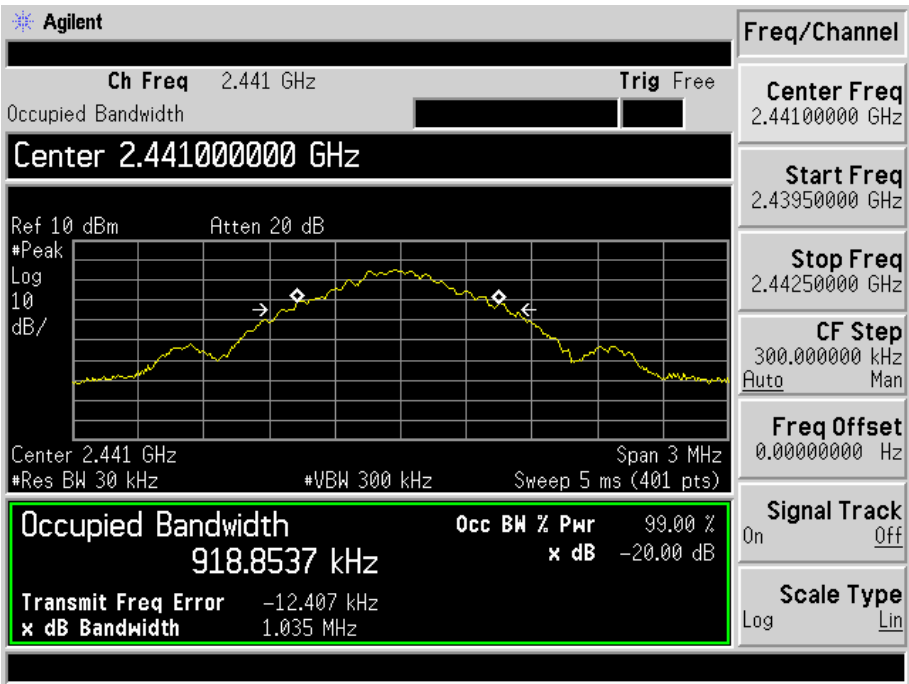 Agilent
Ch Freq 2.441 GHz Trig Free
Occupied Bandwidth
Center 2.441000000 GHz
Ref 10 dBm Atten 20 dB
#Peak
Log
10
dB/
Center 2.441 GHz Span 3 MHz
#Res BW 30 kHz #VBW 300 kHz Sweep 5 ms (401 pts)
Occupied Bandwidth Occ BW % Pwr 99.00 %
918.8537 kHz x dB -20.00 dB
Transmit Freq Error -12.407 kHz
x dB Bandwidth 1.035 MHz
Freq/Channel
Center Freq
2.44100000 GHz
Start Freq
2.43950000 GHz
Stop Freq
2.44250000 GHz
CF Step
300.000000 kHz
Auto Man
Freq Offset
0.00000000 Hz
Signal Track
On Off
Scale Type
Log Lin